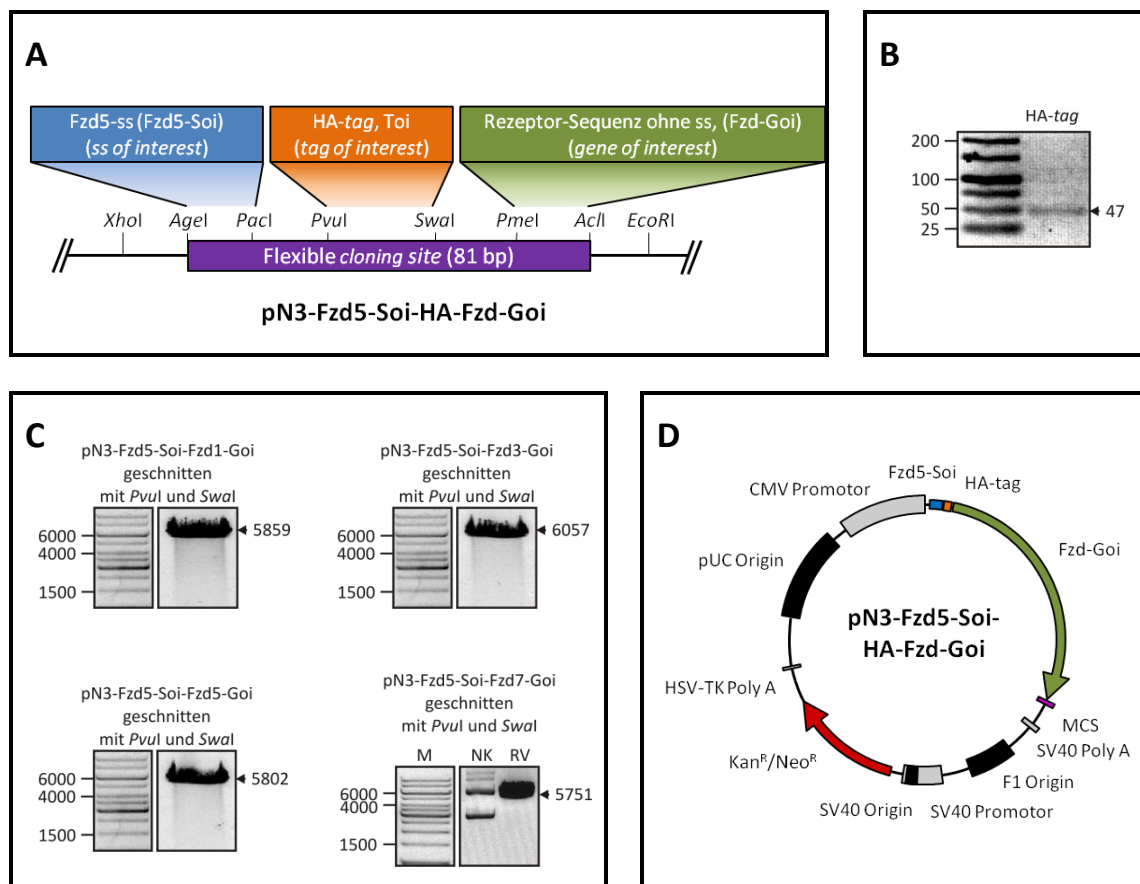 A
Fzd5-ss (Fzd5-Soi)
(ss of interest)
HA-tag, Toi
(tag of interest)
Rezeptor-Sequenz ohne ss, (Fzd-Goi)
(gene of interest)
XhoI AgeI PacI PvuI SwaI PmeI AclI EcoRI
Flexible cloning site (81 bp)
pN3-Fzd5-Soi-HA-Fzd-Goi
B
HA-tag
200
100
50
25
47
C
pN3-Fzd5-Soi-Fzd1-Goi
geschnitten
mit PvuI und SwaI
6000
4000
1500
5859
pN3-Fzd5-Soi-Fzd3-Goi
geschnitten
mit PvuI und SwaI
6000
4000
1500
6057
pN3-Fzd5-Soi-Fzd5-Goi
geschnitten
mit PvuI und SwaI
6000
4000
1500
5802
pN3-Fzd5-Soi-Fzd7-Goi
geschnitten
mit PvuI und SwaI
M NK RV
6000
4000
1500
5751
D
Fzd5-Soi
HA-tag
CMV Promotor
Fzd-Goi
pUC Origin
pN3-Fzd5-Soi-
HA-Fzd-Goi
HSV-TK Poly A
MCS
SV40 Poly A
KanR/NeoR
F1 Origin
SV40 Origin
SV40 Promotor